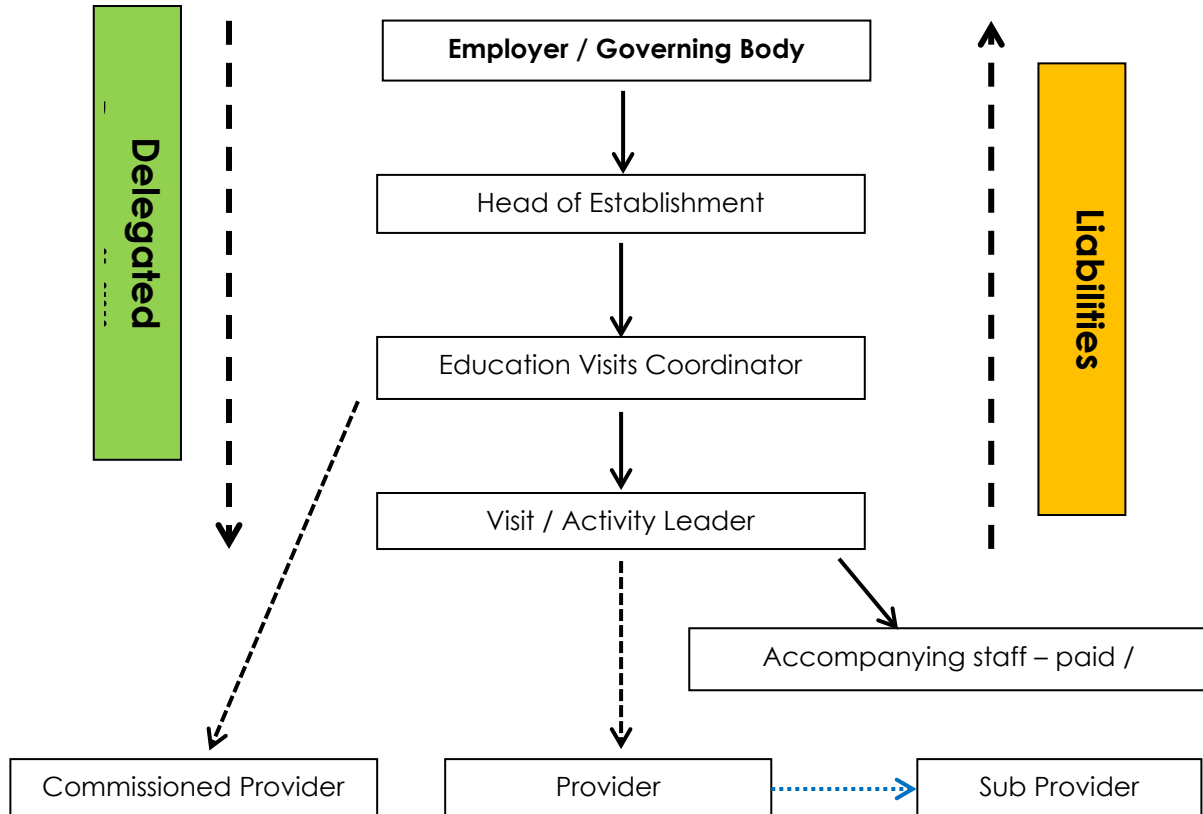 Employer / Governing Body
Delegated
Head of Establishment
Liabilities
Education Visits Coordinator
Visit / Activity Leader
Accompanying staff – paid /
Commissioned Provider
Provider
Sub Provider